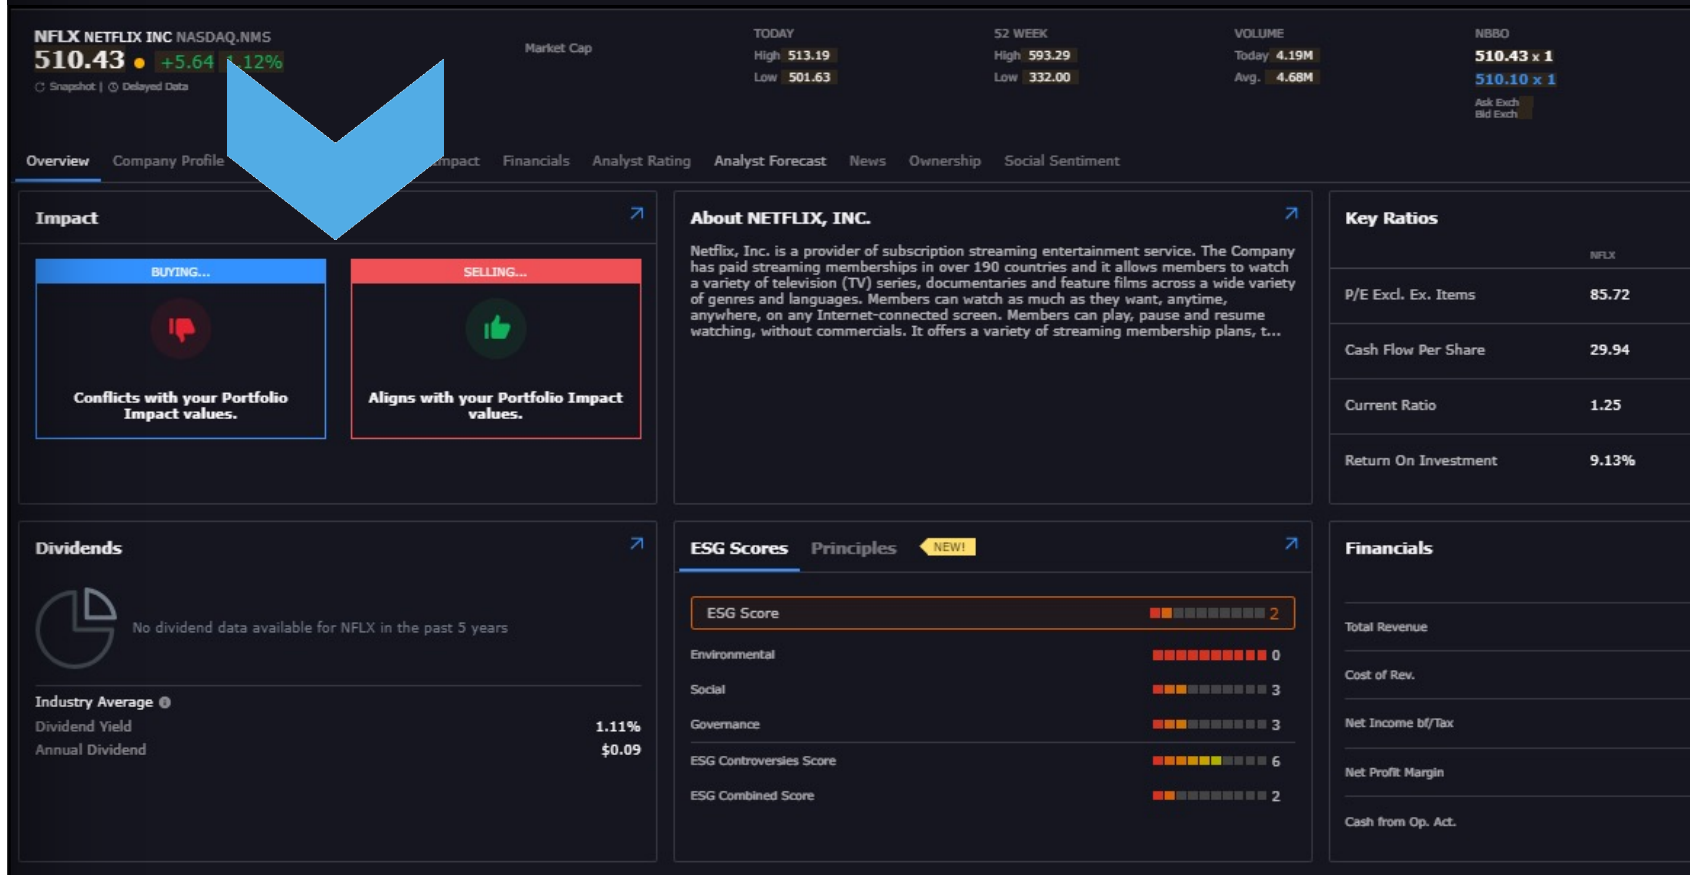 NFLX NETFLIX INC NASDAQ.NMS
510.43 +5.64 1.12%
Snapshot | Delayed Data
Market Cap
TODAY
High 513.19
Low 501.63
52 WEEK
High 593.29
Low 332.00
VOLUME
Today 4.19M
Avg. 4.68M
NBBO
510.43 x 1
510.10 x 1
Ask Exch
Bid Exch
Overview Company Profile Financials Analyst Rating Analyst Forecast News Ownership Social Sentiment
Impact
BUYING...
Conflicts with your Portfolio
Impact values.
SELLING...
Aligns with your Portfolio Impact
values.
About NETFLIX, INC.
Netflix, Inc. is a provider of subscription streaming entertainment service. The Company
has paid streaming memberships in over 190 countries and it allows members to watch
a variety of television (TV) series, documentaries and feature films across a wide variety
of genres and languages. Members can watch as much as they want, anytime,
anywhere, on any Internet-connected screen. Members can play, pause and resume
watching, without commercials. It offers a variety of streaming membership plans, t...
Key Ratios
NFLX
P/E Excl. Ex. Items 85.72
Cash Flow Per Share 29.94
Current Ratio 1.25
Return On Investment 9.13%
Dividends
No dividend data available for NFLX in the past 5 years
Industry Average
Dividend Yield 1.11%
Annual Dividend $0.09
ESG Scores Principles NEW!
ESG Score 2
Environmental 0
Social 3
Governance 3
ESG Controversies Score 6
ESG Combined Score 2
Financials
Total Revenue
Cost of Rev.
Net Income bf/Tax
Net Profit Margin
Cash from Op. Act.